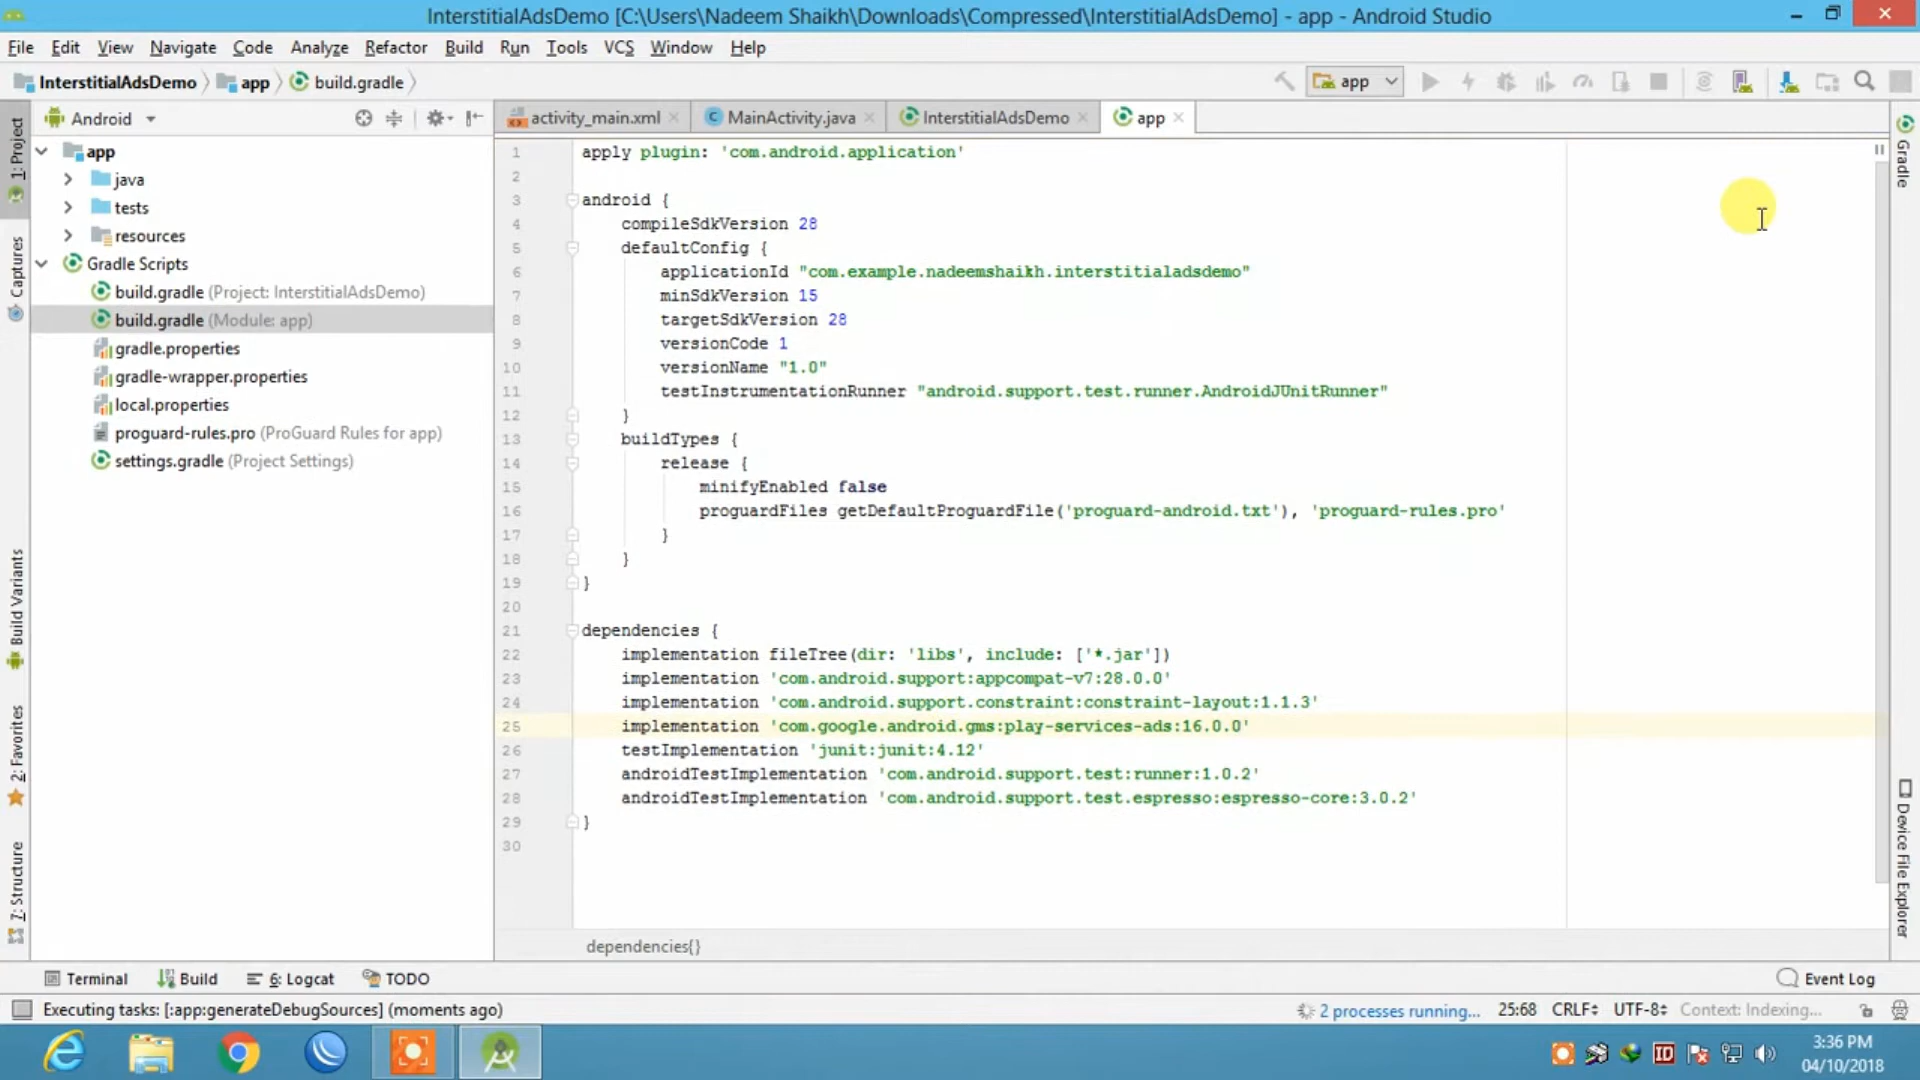 InterstitialAdsDemo [C:\Users\Nadeem Shaikh\Downloads\Compressed\InterstitialAdsDemo] - app - Android Studio
File Edit View Navigate Code Analyze Refactor Build Run Tools VCS Window Help
InterstitialAdsDemo app build.gradle
app
Android
activity_main.xml MainActivity.java InterstitialAdsDemo app
1: Project
Captures
Build Variants
2: Favorites
7: Structure
app
java
tests
resources
Gradle Scripts
build.gradle (Project: InterstitialAdsDemo)
build.gradle (Module: app)
gradle.properties
gradle-wrapper.properties
local.properties
proguard-rules.pro (ProGuard Rules for app)
settings.gradle (Project Settings)
1 apply plugin: 'com.android.application'
2
3 android {
4 compileSdkVersion 28
5 defaultConfig {
6 applicationId "com.example.nadeemshaikh.interstitialadsdemo"
7 minSdkVersion 15
8 targetSdkVersion 28
9 versionCode 1
10 versionName "1.0"
11 testInstrumentationRunner "android.support.test.runner.AndroidJUnitRunner"
12 }
13 buildTypes {
14 release {
15 minifyEnabled false
16 proguardFiles getDefaultProguardFile('proguard-android.txt'), 'proguard-rules.pro'
17 }
18 }
19 }
20
21 dependencies {
22 implementation fileTree(dir: 'libs', include: ['*.jar'])
23 implementation 'com.android.support:appcompat-v7:28.0.0'
24 implementation 'com.android.support.constraint:constraint-layout:1.1.3'
25 implementation 'com.google.android.gms:play-services-ads:16.0.0'
26 testImplementation 'junit:junit:4.12'
27 androidTestImplementation 'com.android.support.test:runner:1.0.2'
28 androidTestImplementation 'com.android.support.test.espresso:espresso-core:3.0.2'
29 }
30
dependencies{}
Gradle
Device File Explorer
Terminal Build 6: Logcat TODO Event Log
Executing tasks: [:app:generateDebugSources] (moments ago) 2 processes running... 25:68 CRLF UTF-8 Context: Indexing...
ID
3:36 PM
04/10/2018